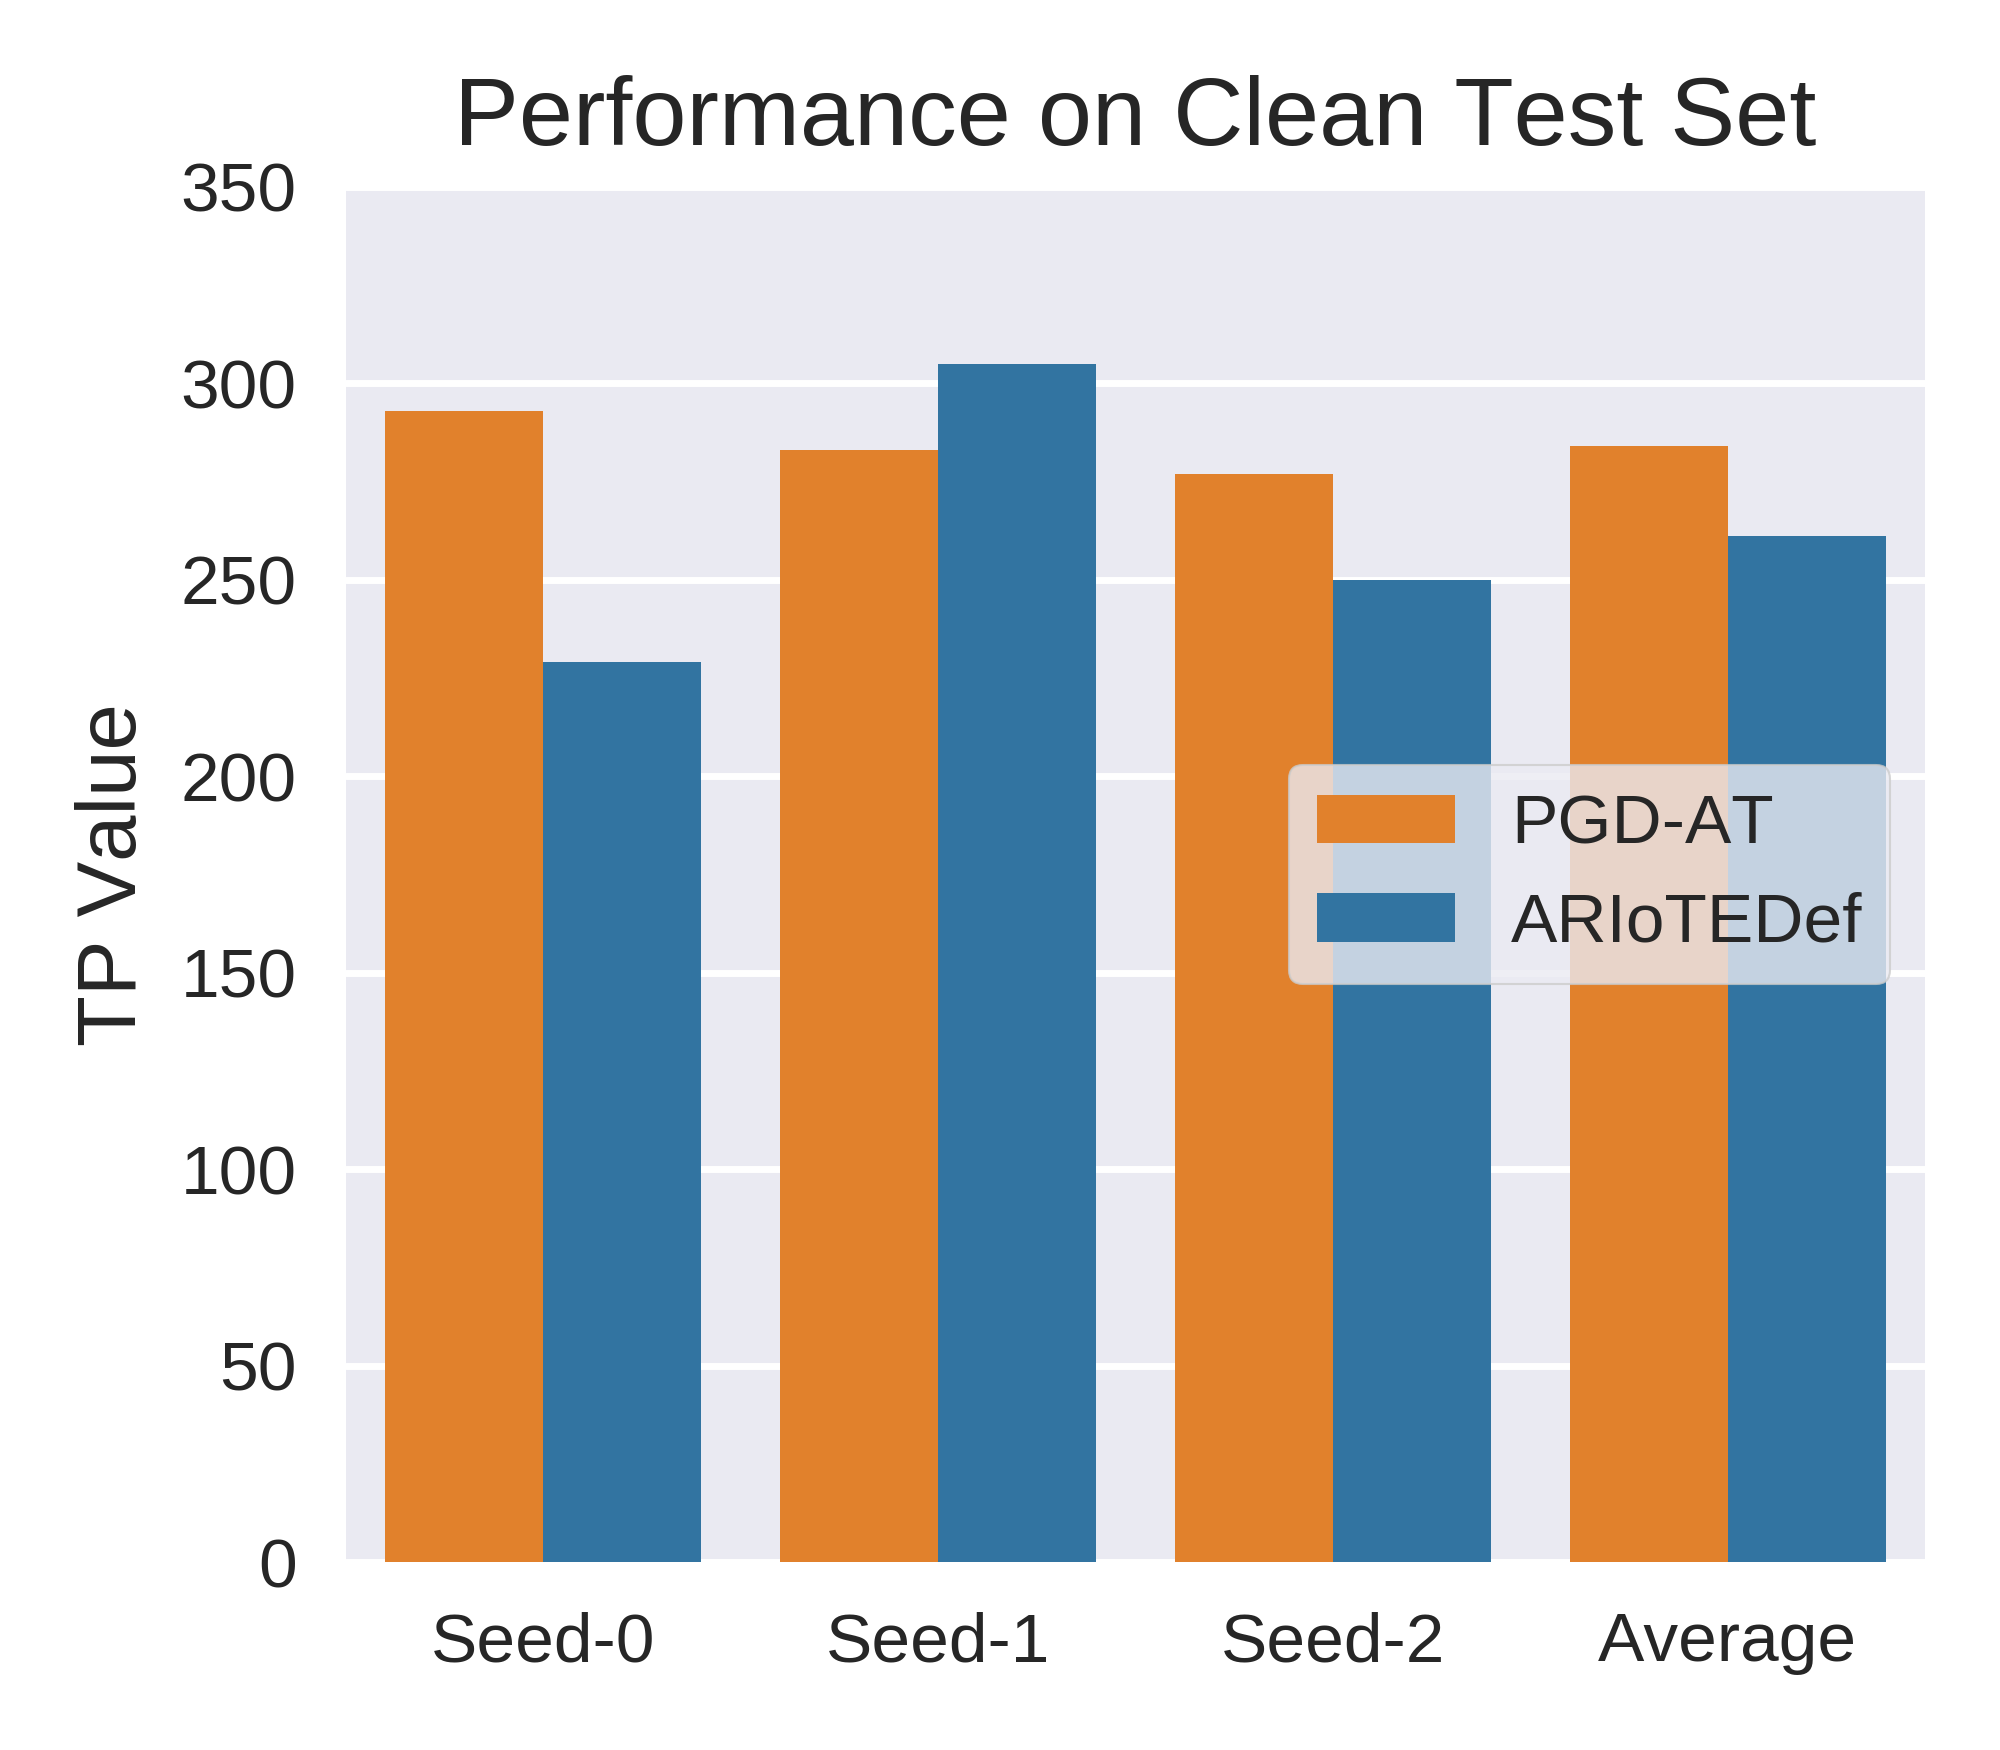 Performance on Clean Test Set
TP Value
350
300
250
200
150
100
50
0
PGD-AT
ARIoTEDef
Seed-0 Seed-1 Seed-2 Average